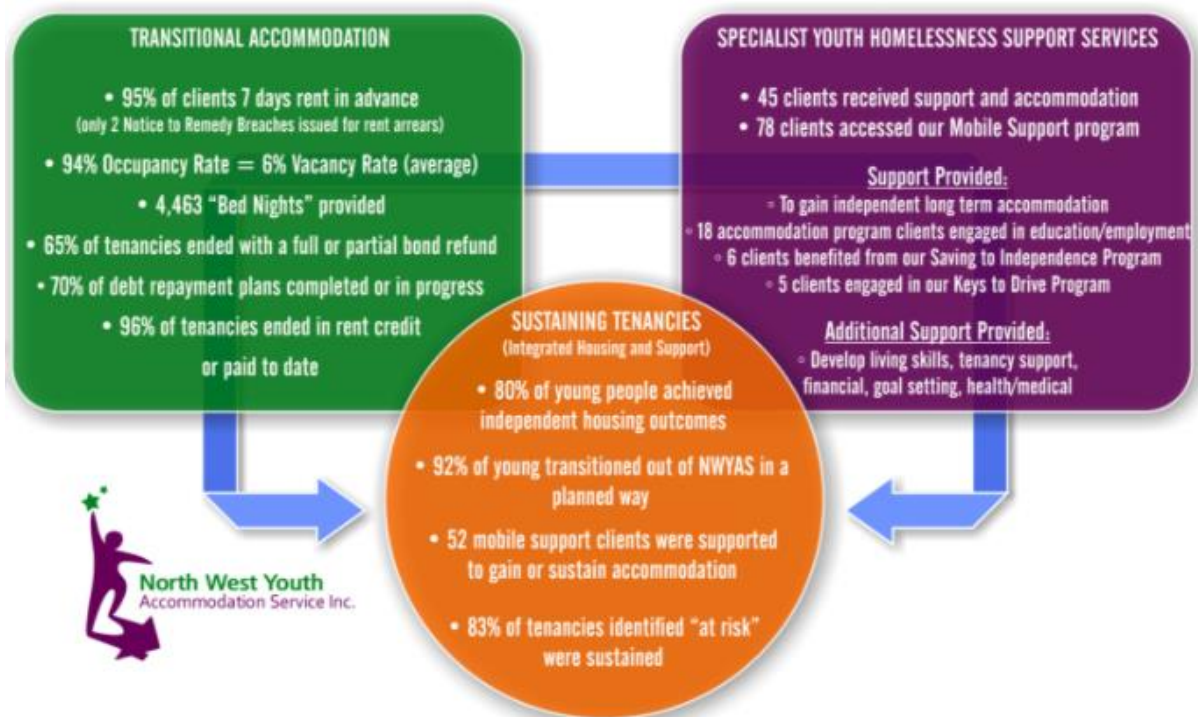 TRANSITIONAL ACCOMMODATION
• 95% of clients 7 days rent in advance
(only 2 Notice to Remedy Breaches issued for rent arrears)
• 94% Occupancy Rate = 6% Vacancy Rate (average)
• 4,463 “Bed Nights” provided
• 65% of tenancies ended with a full or partial bond refund
• 70% of debt repayment plans completed or in progress
• 96% of tenancies ended in rent credit
or paid to date
SPECIALIST YOUTH HOMELESSNESS SUPPORT SERVICES
• 45 clients received support and accommodation
• 78 clients accessed our Mobile Support program
Support Provided:
◦ To gain independent long term accommodation
◦ 18 accommodation program clients engaged in education/employment
◦ 6 clients benefited from our Saving to Independence Program
◦ 5 clients engaged in our Keys to Drive Program
Additional Support Provided:
◦ Develop living skills, tenancy support,
financial, goal setting, health/medical
SUSTAINING TENANCIES
(Integrated Housing and Support)
• 80% of young people achieved
independent housing outcomes
• 92% of young transitioned out of NWYAS in a
planned way
• 52 mobile support clients were supported
to gain or sustain accommodation
• 83% of tenancies identified “at risk”
were sustained
North West Youth
Accommodation Service Inc.